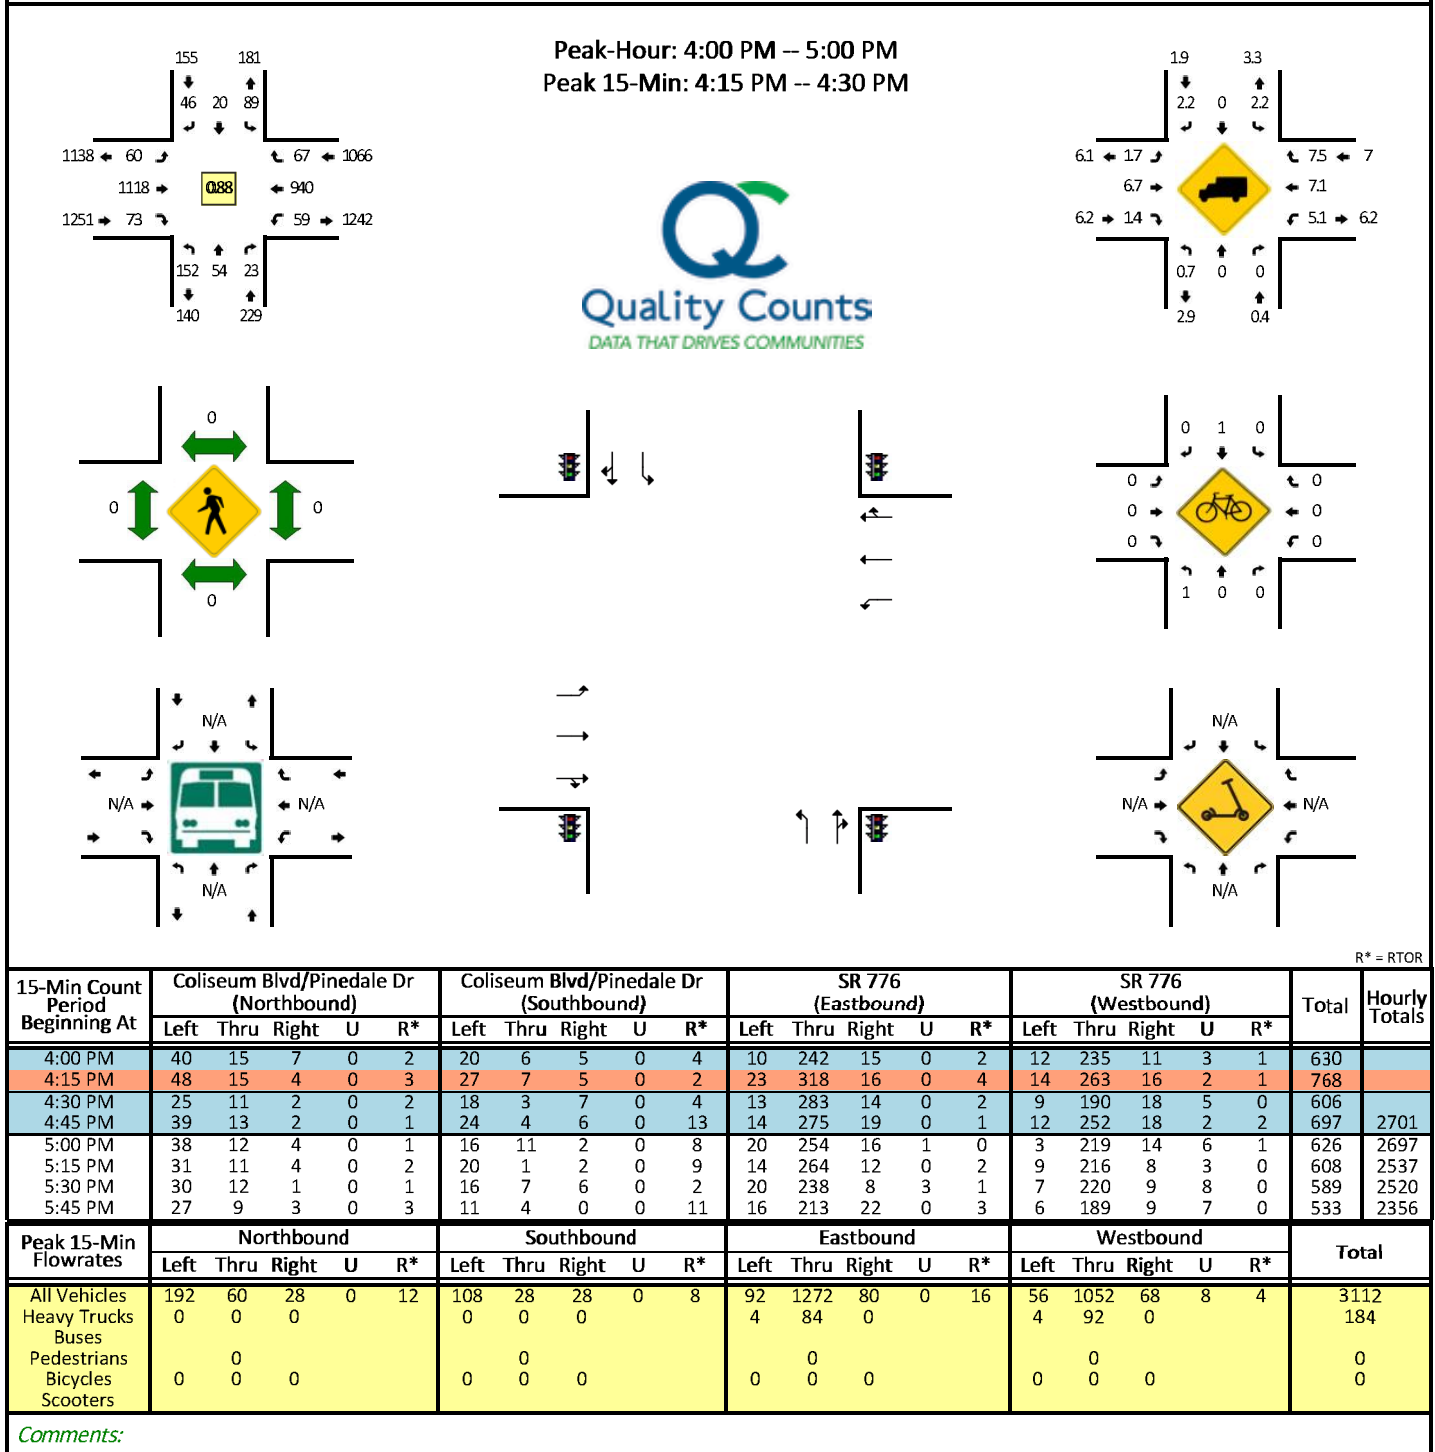 Peak-Hour: 4:00 PM -- 5:00 PM
Peak 15-Min: 4:15 PM -- 4:30 PM
155 181
46 20 89
1138 60 67 1066
1118 0.88 940
1251 73 59 1242
152 54 23
140 229
1.9 3.3
2.2 0 2.2
6.1 1.7 7.5 7
6.7 7.1
6.2 1.4 5.1 6.2
0.7 0 0
2.9 0.4
QC
Quality Counts
DATA THAT DRIVES COMMUNITIES
0
0 0
0
0 1 0
0 0
0 0
0 0
1 0 0
N/A
N/A N/A
N/A
N/A
N/A N/A
N/A
R* = RTOR
15-Min Count Period Beginning At
Coliseum Blvd/Pinedale Dr (Northbound)
Coliseum Blvd/Pinedale Dr (Southbound)
SR 776 (Eastbound)
SR 776 (Westbound)
Total
Hourly Totals
Left Thru Right U R* Left Thru Right U R* Left Thru Right U R* Left Thru Right U R*
4:00 PM 40 15 7 0 2 20 6 5 0 4 10 242 15 0 2 12 235 11 3 1 630
4:15 PM 48 15 4 0 3 27 7 5 0 2 23 318 16 0 4 14 263 16 2 1 768
4:30 PM 25 11 2 0 2 18 3 7 0 4 13 283 14 0 2 9 190 18 5 0 606
4:45 PM 39 13 2 0 1 24 4 6 0 13 14 275 19 0 1 12 252 18 2 2 697 2701
5:00 PM 38 12 4 0 1 16 11 2 0 8 20 254 16 1 0 3 219 14 6 1 626 2697
5:15 PM 31 11 4 0 2 20 1 2 0 9 14 264 12 0 2 9 216 8 3 0 608 2537
5:30 PM 30 12 1 0 1 16 7 6 0 2 20 238 8 3 1 7 220 9 8 0 589 2520
5:45 PM 27 9 3 0 3 11 4 0 0 11 16 213 22 0 3 6 189 9 7 0 533 2356
Peak 15-Min Flowrates
Northbound Southbound Eastbound Westbound
Total
Left Thru Right U R* Left Thru Right U R* Left Thru Right U R* Left Thru Right U R*
All Vehicles 192 60 28 0 12 108 28 28 0 8 92 1272 80 0 16 56 1052 68 8 4 3112
Heavy Trucks 0 0 0 0 0 0 4 84 0 4 92 0 184
Buses
Pedestrians 0 0 0 0 0
Bicycles 0 0 0 0 0 0 0 0 0 0 0 0 0
Scooters
Comments: